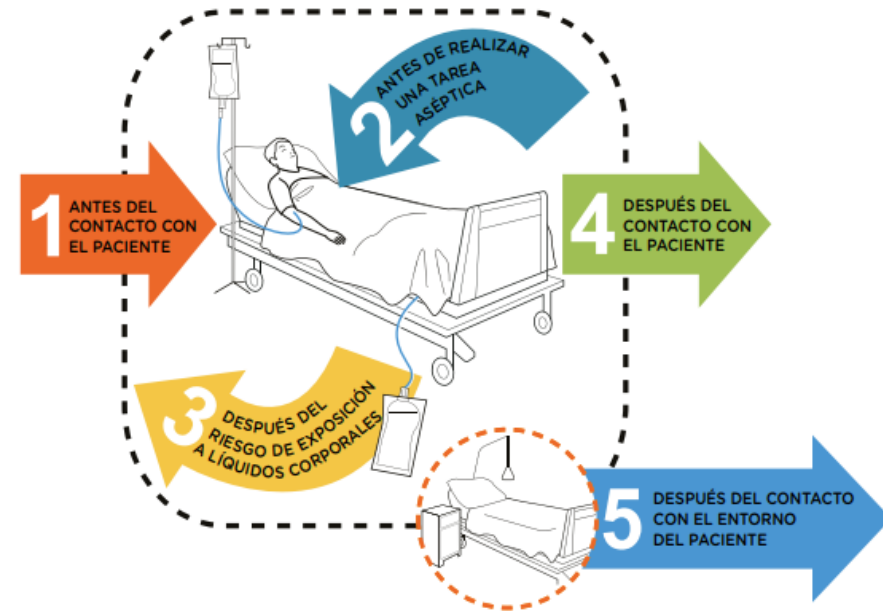 1
ANTES DEL
CONTACTO CON
EL PACIENTE
2
ANTES DE REALIZAR
UNA TAREA
ASÉPTICA
3
DESPUÉS DEL
RIESGO DE EXPOSICIÓN
A LÍQUIDOS CORPORALES
4
DESPUÉS DEL
CONTACTO CON
EL PACIENTE
5
DESPUÉS DEL CONTACTO
CON EL ENTORNO
DEL PACIENTE